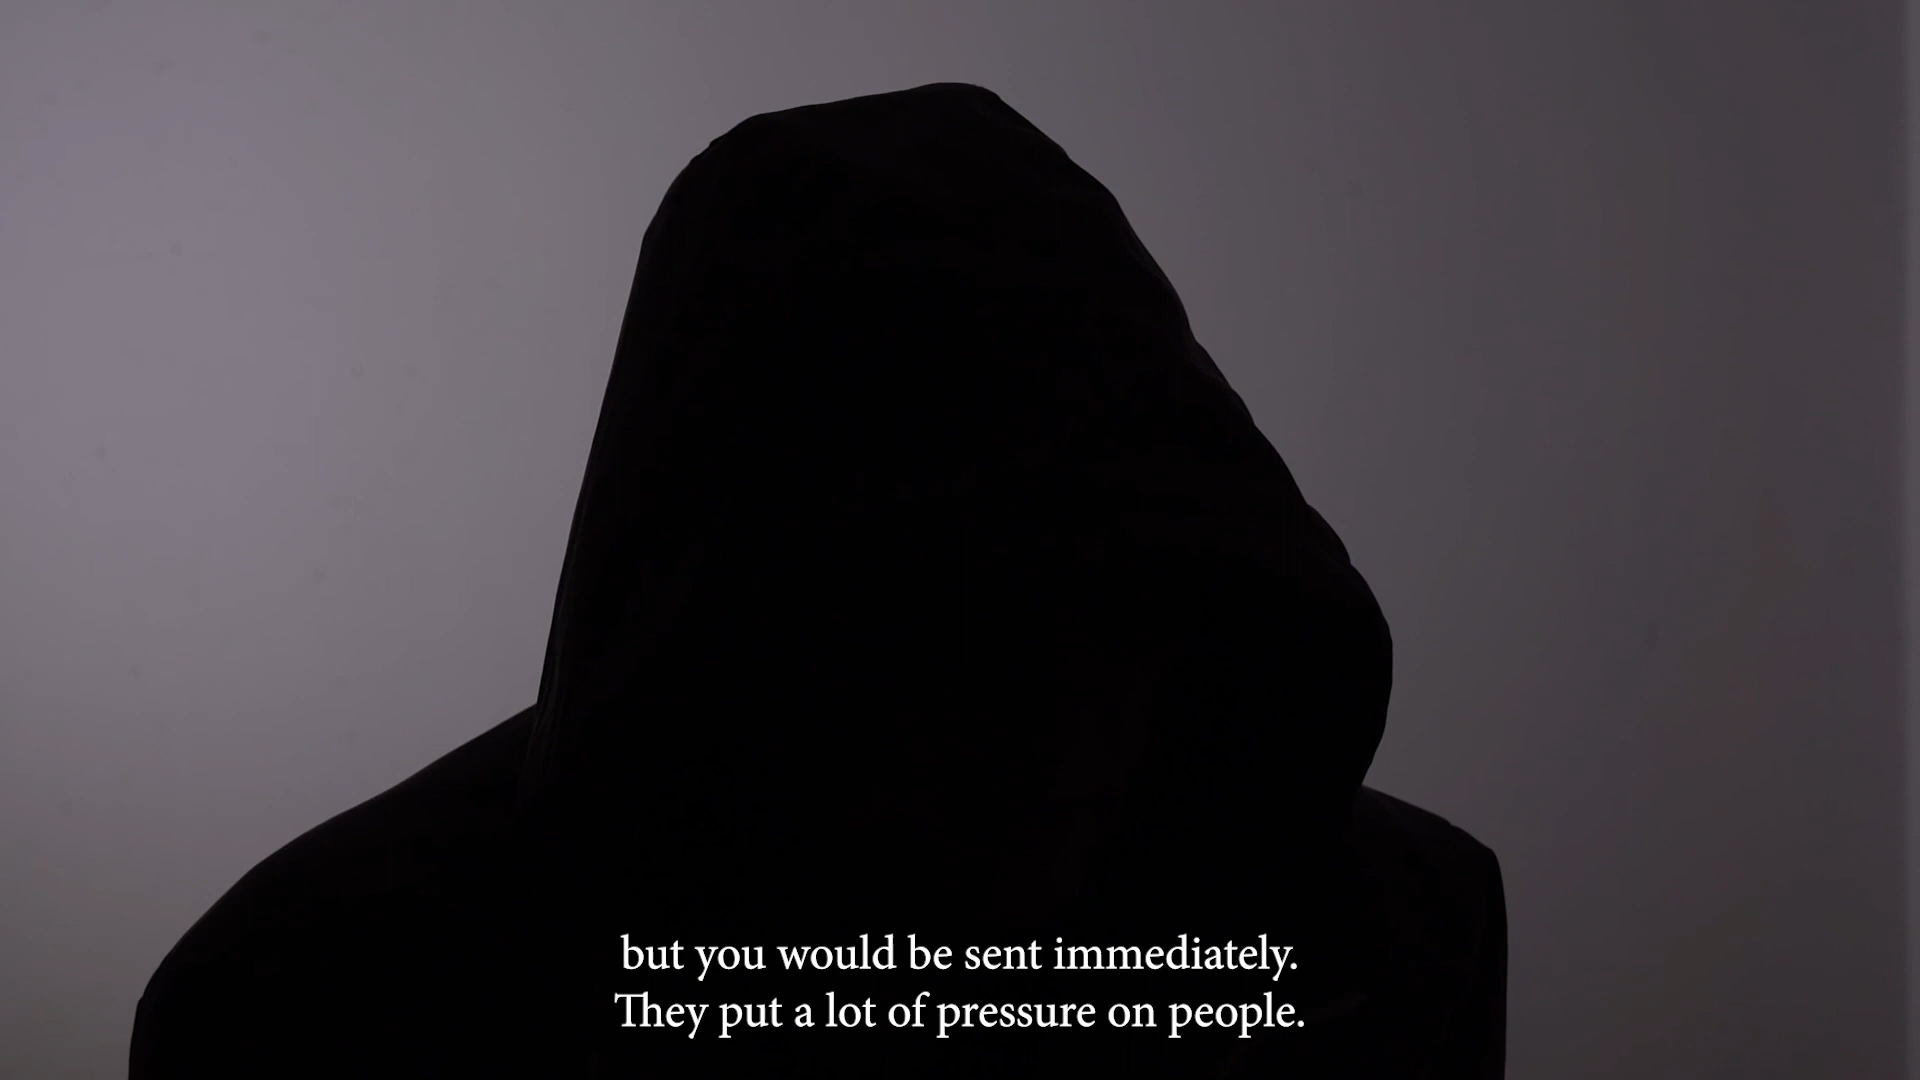 but you would be sent immediately.
They put a lot of pressure on people.